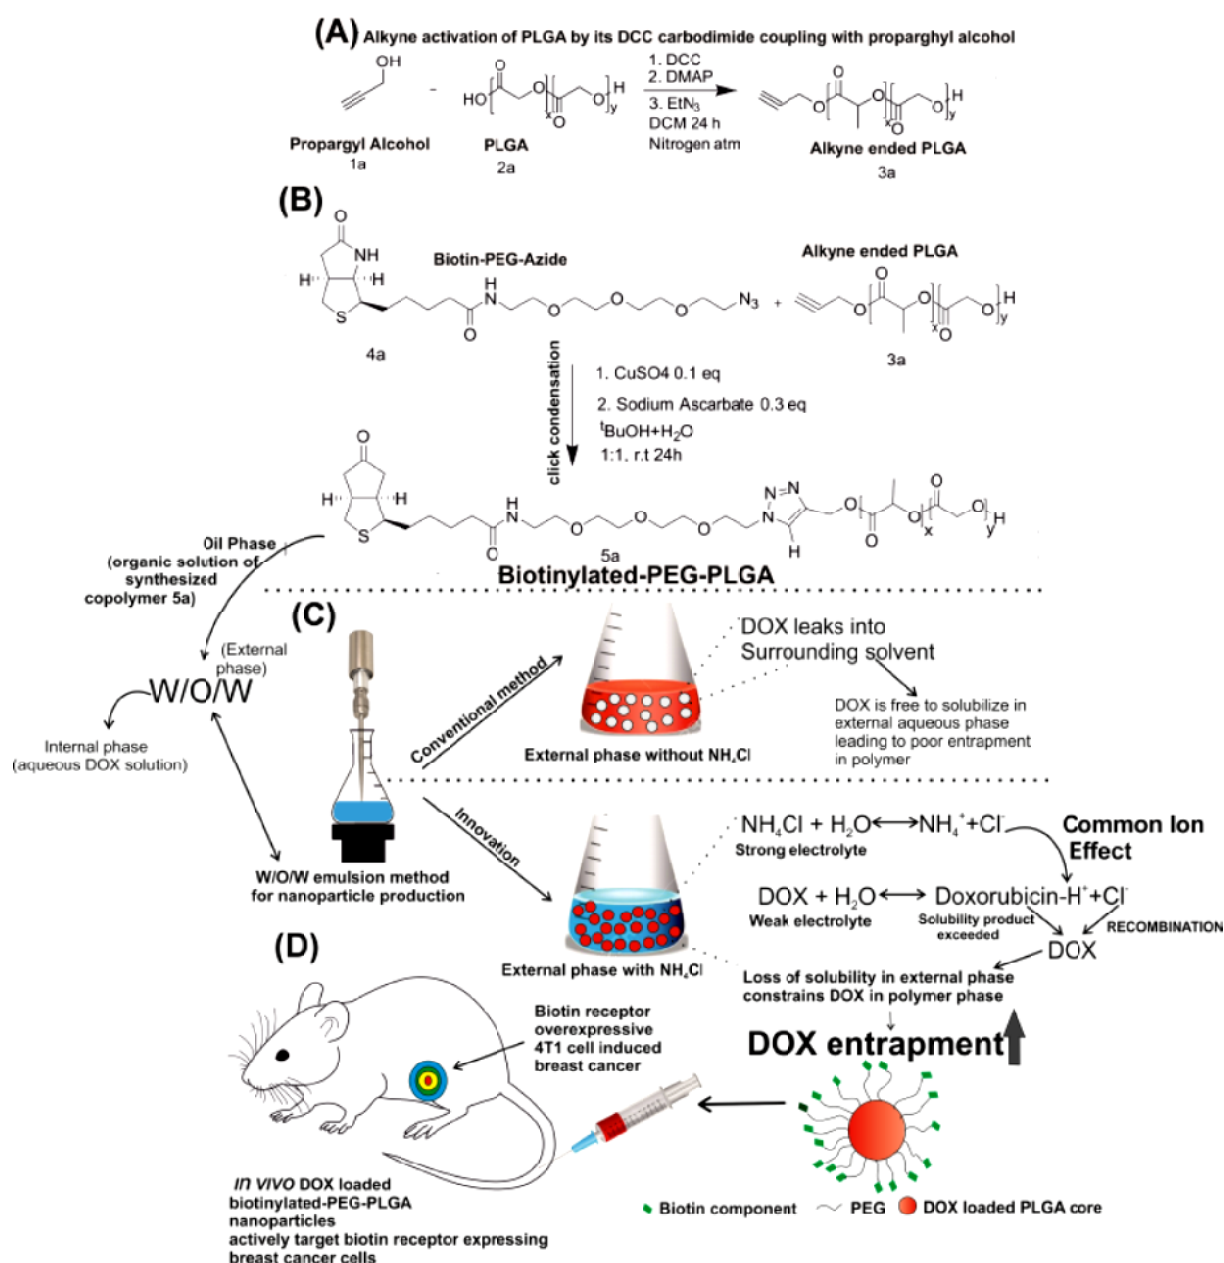 (A) Alkyne activation of PLGA by its DCC carbodimide coupling with proparghyl alcohol
OH
Propargyl Alcohol
1a
O
HO
O
x
O
O
H
y
PLGA
2a
1. DCC
2. DMAP
3. EtN3
DCM 24 h
Nitrogen atm
O
O
O
x
O
O
H
y
Alkyne ended PLGA
3a
(B)
O
NH
H
H
S
Biotin-PEG-Azide
O
H
N
O
O
O
N3
4a
+
Alkyne ended PLGA
O
O
O
x
O
O
H
y
3a
click condensation
1. CuSO4 0.1 eq
2. Sodium Ascarbate 0.3 eq
tBuOH+H2O
1:1. r.t 24h
O
H
H
S
O
H
N
O
O
O
N
N
N
H
O
O
O
x
O
O
H
y
5a
Biotinylated-PEG-PLGA
Oil Phase
(organic solution of
synthesized
copolymer 5a)
(External
phase)
W/O/W
Internal phase
(aqueous DOX solution)
(C)
Conventional method
External phase without NH4Cl
DOX leaks into
Surrounding solvent
DOX is free to solubilize in
external aqueous phase
leading to poor entrapment
in polymer
W/O/W emulsion method
for nanoparticle production
Innovation
External phase with NH4Cl
NH4Cl + H2O NH4+ +Cl-
Strong electrolyte
Common Ion
Effect
DOX + H2O Doxorubicin-H+ +Cl-
Weak electrolyte
Solubility product
exceeded
RECOMBINATION
DOX
Loss of solubility in external phase
constrains DOX in polymer phase
DOX entrapment
(D)
Biotin receptor
overexpressive
4T1 cell induced
breast cancer
In VIVO DOX loaded
biotinylated-PEG-PLGA
nanoparticles
actively target biotin receptor expressing
breast cancer cells
Biotin component
PEG
DOX loaded PLGA core